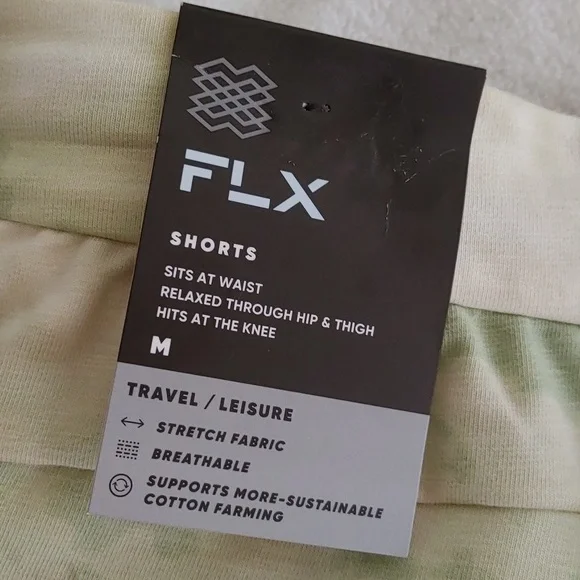 FLX
SHORTS
SITS AT WAIST
RELAXED THROUGH HIP & THIGH
HITS AT THE KNEE
M
TRAVEL / LEISURE
STRETCH FABRIC
BREATHABLE
SUPPORTS MORE-SUSTAINABLE
COTTON FARMING